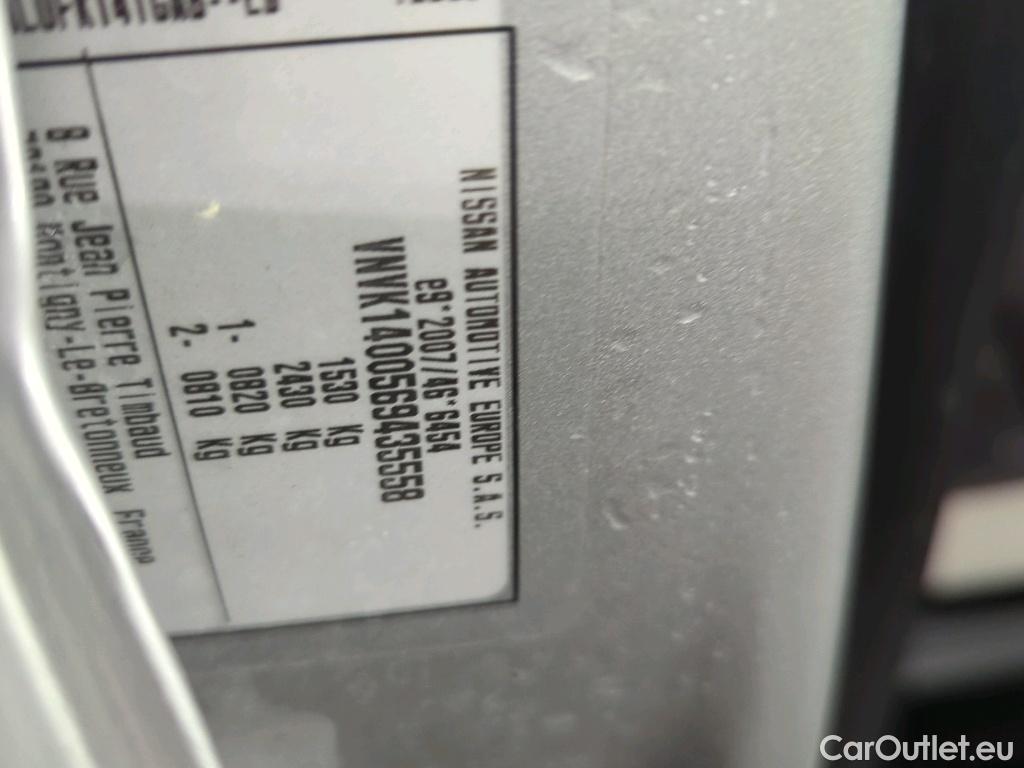 NISSAN AUTOMOTIVE EUROPE S.A.S.
e9*2007/46*6454
VNVK1400569435558
1530 Kg
2430 Kg
1- 0820 Kg
2- 0810 Kg
8 Rue Jean Pierre Timbaud
Montigny-Le-Bretonneux France
CarOutlet.eu